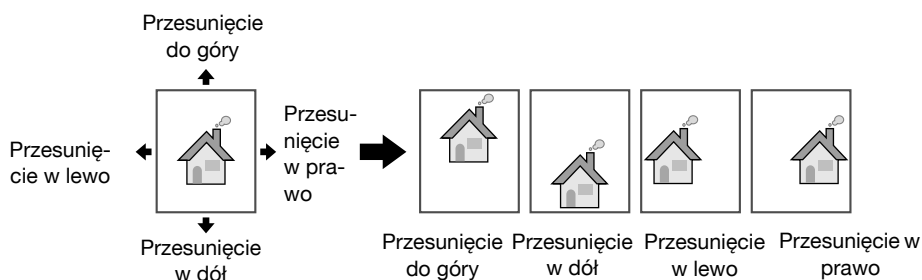 Przesunięcie
do góry
Przesunię-
cie w lewo
Przesu-
nięcie
w pra-
wo
Przesunięcie
w dół
Przesunięcie
do góry
Przesunięcie
w dół
Przesunięcie
w lewo
Przesunięcie w
prawo